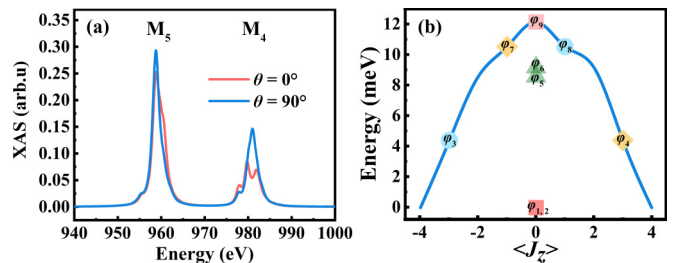 (a)
M₅
M₄
XAS (arb.u)
0.35
0.30
0.25
0.20
0.15
0.10
0.05
0.00
θ = 0°
θ = 90°
940 950 960 970 980 990 1000
Energy (eV)
(b)
Energy (meV)
12
10
8
6
4
2
0
φ₉
φ₇
φ₈
φ₆
φ₅
φ₃
φ₄
φ₁,₂
-4 -2 0 2 4
<J_Z>